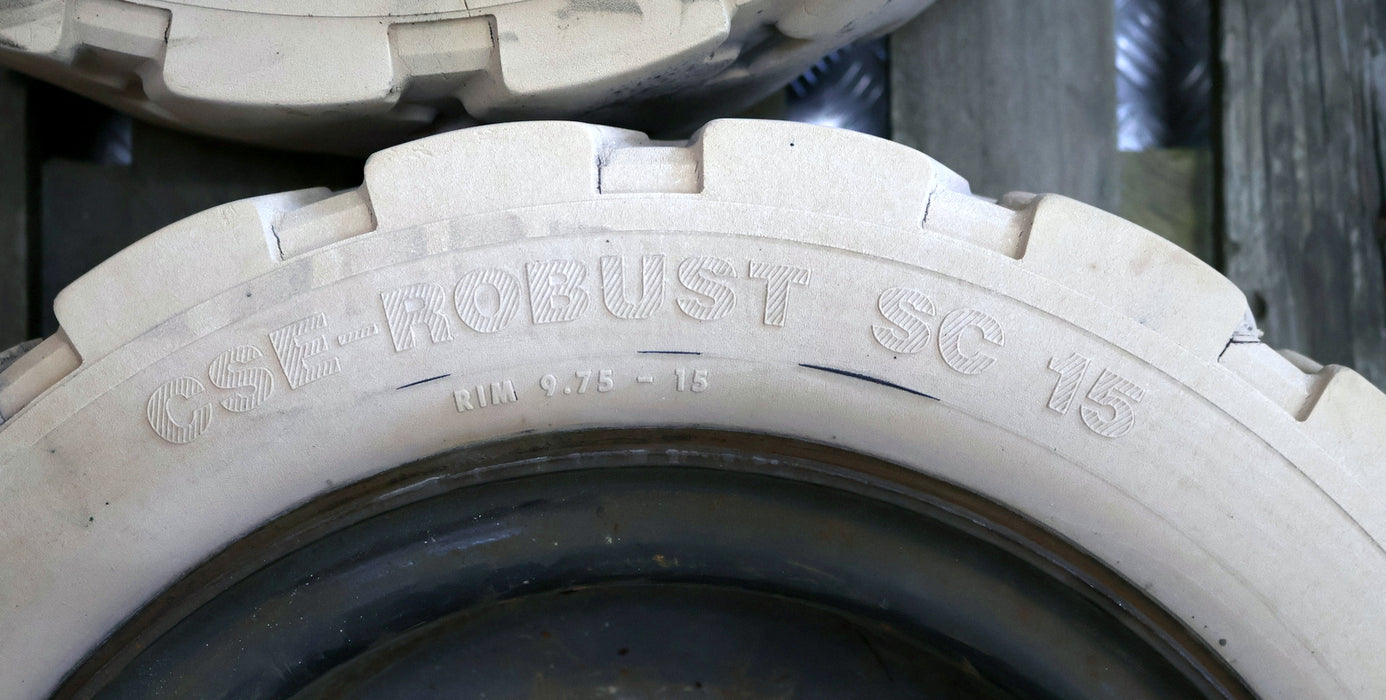 CSE-ROBUST SC 15
RIM 9.75 - 15